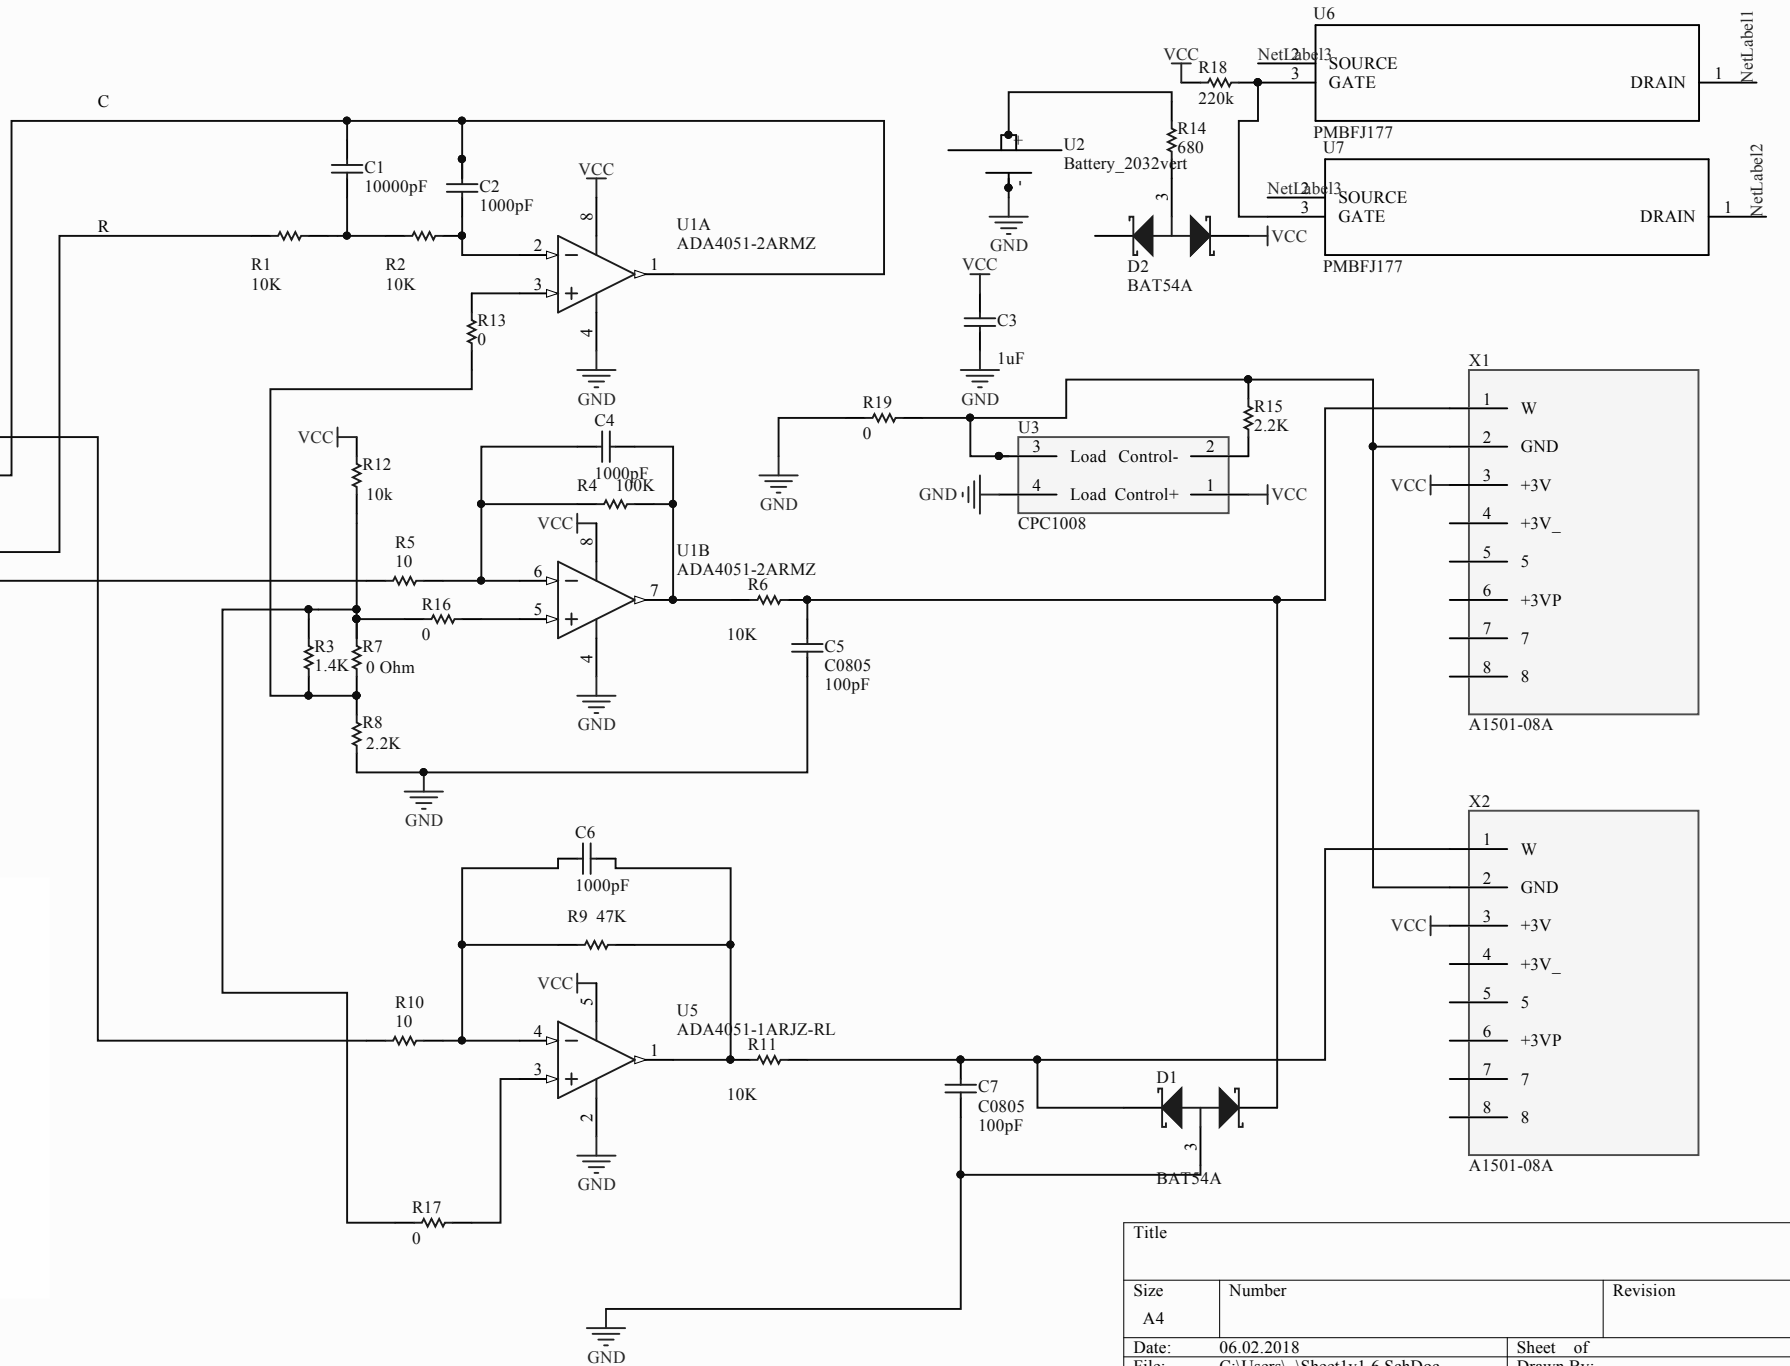 U6
NetLabel1
VCC
R18
220k
NetLabel3
2
3
SOURCE
GATE
DRAIN
1
PMBFJ177
U7
NetLabel2
NetLabel3
2
3
SOURCE
GATE
DRAIN
1
PMBFJ177
C
C1
10000pF
C2
1000pF
VCC
8
U1A
ADA4051-2ARMZ
R
R1
10K
R2
10K
2
3
1
4
R13
0
GND
+
-
U2
Battery_2032vert
R14
680
3
GND
D2
BAT54A
VCC
VCC
C3
1uF
GND
R19
0
GND
U3
3
Load
Control-
2
GND
4
Load
Control+
1
VCC
CPC1008
R15
2.2K
X1
1
W
2
GND
VCC
3
+3V
4
+3V_
5
5
6
+3VP
7
7
8
8
A1501-08A
VCC
R12
10k
C4
1000pF
R4
100K
VCC
8
U1B
ADA4051-2ARMZ
R5
10
6
5
7
4
R16
0
R6
10K
R3
1.4K
R7
0 Ohm
C5
C0805
100pF
R8
2.2K
GND
GND
C6
1000pF
R9 47K
VCC
5
U5
ADA4051-1ARJZ-RL
R10
10
4
3
1
2
R11
10K
GND
R17
0
C7
C0805
100pF
D1
3
BAT54A
GND
X2
1
W
2
GND
VCC
3
+3V
4
+3V_
5
5
6
+3VP
7
7
8
8
A1501-08A
Title
Size
A4
Number
Revision
Date:
06.02.2018
Sheet of
File:
C:\Users\..\Sheet1v1.6.SchDoc
Drawn By: